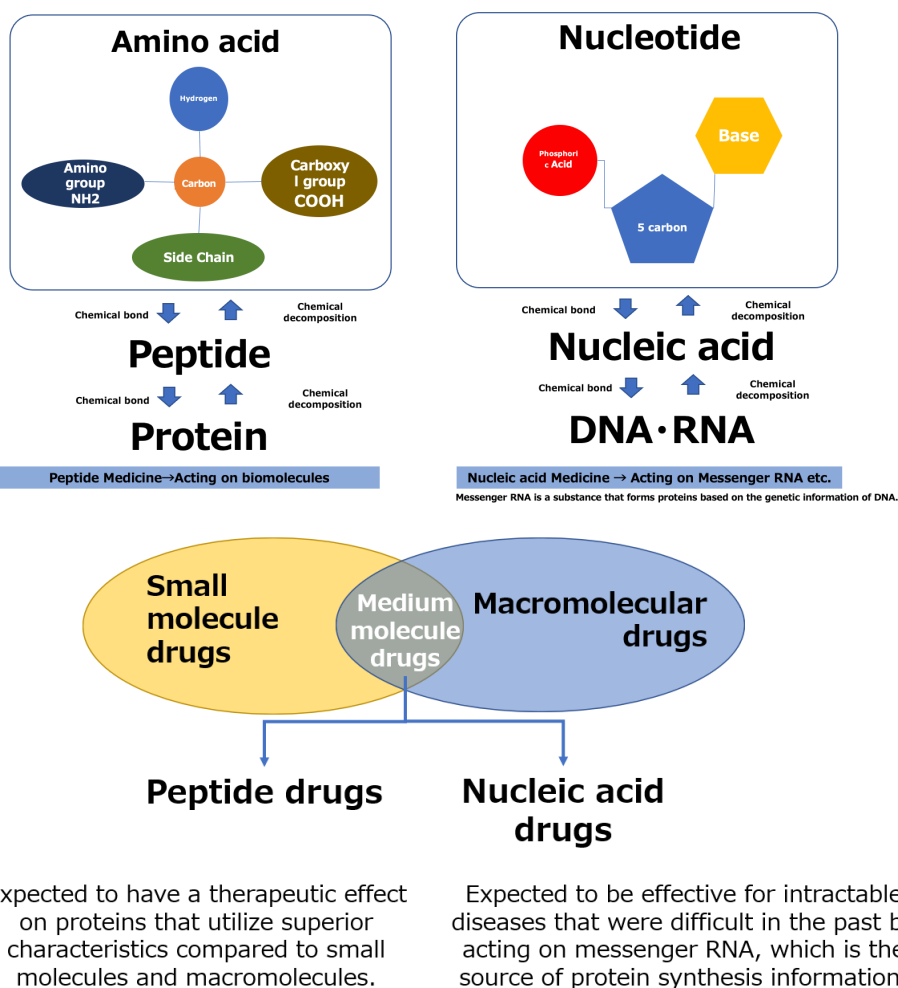 Amino acid
Hydrogen
Amino
group
NH2
Carbon
Carboxy
l group
COOH
Side Chain
Chemical bond
Chemical
decomposition
Peptide
Chemical bond
Chemical
decomposition
Protein
Peptide Medicine→Acting on biomolecules
Nucleotide
Phosphori
c Acid
Base
5 carbon
Chemical bond
Chemical
decomposition
Nucleic acid
Chemical bond
Chemical
decomposition
DNA・RNA
Nucleic acid Medicine → Acting on Messenger RNA etc.
Messenger RNA is a substance that forms proteins based on the genetic information of DNA.
Small
molecule
drugs
Medium
molecule
drugs
Macromolecular
drugs
Peptide drugs
Nucleic acid
drugs
xpected to have a therapeutic effect
on proteins that utilize superior
characteristics compared to small
molecules and macromolecules.
Expected to be effective for intractable
diseases that were difficult in the past b
acting on messenger RNA, which is the
source of protein synthesis information